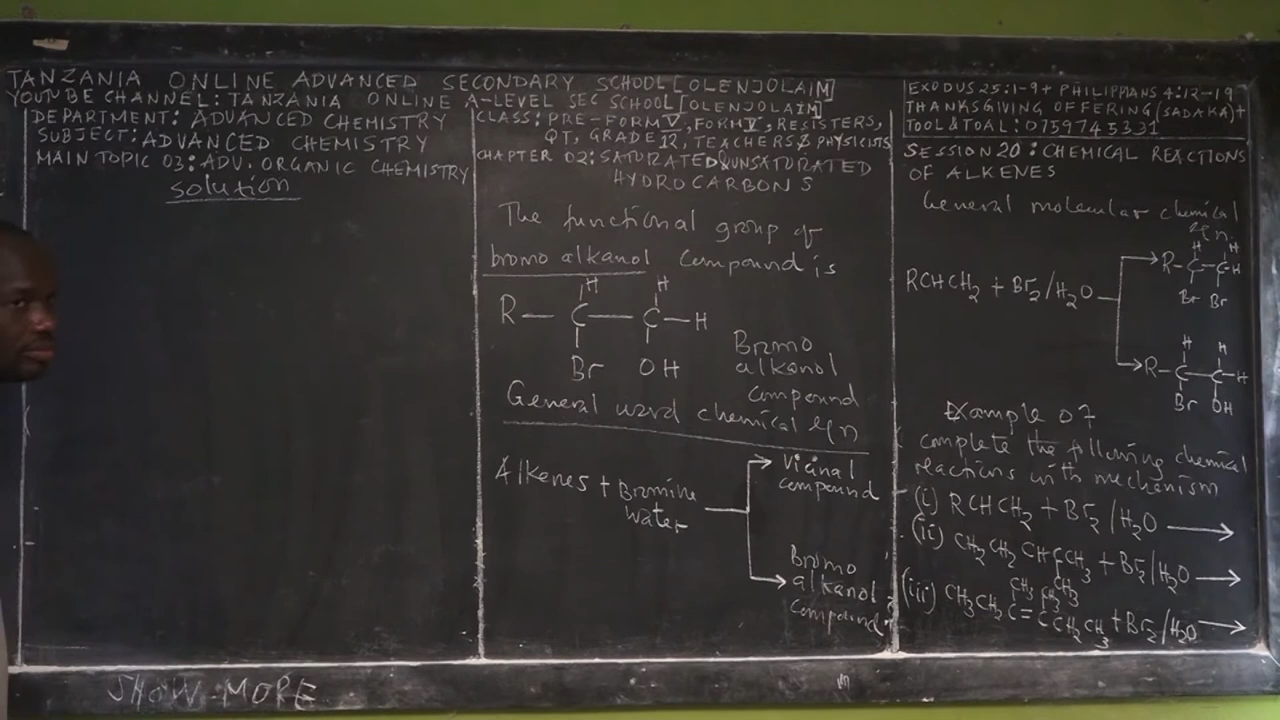 TANZANIA ONLINE ADVANCED SECONDARY SCHOOL [OLENJOLAIM]
YOUTUBE CHANNEL: TANZANIA ONLINE A-LEVEL SEC SCHOOL [OLENJOLAIM]
DEPARTMENT: ADVANCED CHEMISTRY
SUBJECT: ADVANCED CHEMISTRY
MAIN TOPIC 03: ADV. ORGANIC CHEMISTRY
solution
CLASS: PRE-FORM V, FORM V, RESISTERS,
QT, GRADE 12, TEACHERS & PHYSICISTS
CHAPTER 02: SATURATED & UNSATURATED
HYDROCARBONS
The functional group of
bromo alkanol compound is
H H
R — C — C — H
Br OH
Bromo
alkanol
compound
General word chemical eqn
Alkenes + Bromine
water
Vicinal
compound
Bromo
alkanol
compound
EXODUS 25:1-9+ PHILIPPIANS 4:12-19
THANKSGIVING OFFERING (SADAKA)+
TOOL & TOAL: 0759745331
SESSION 20: CHEMICAL REACTIONS
OF ALKENES
General molecular chemical
eqn
H H
R-C-C-H
Br Br
RCHCH2 + Br2/H2O
H H
R-C-C-H
Br OH
Example 07
complete the following chemical
reactions with mechanism
(i) RCHCH2 + Br2/H2O →
(ii) + Br2/H2O →
(iii) CH3CH2C=CCH2CH3 + Br2/H2O →
SHOW-MORE